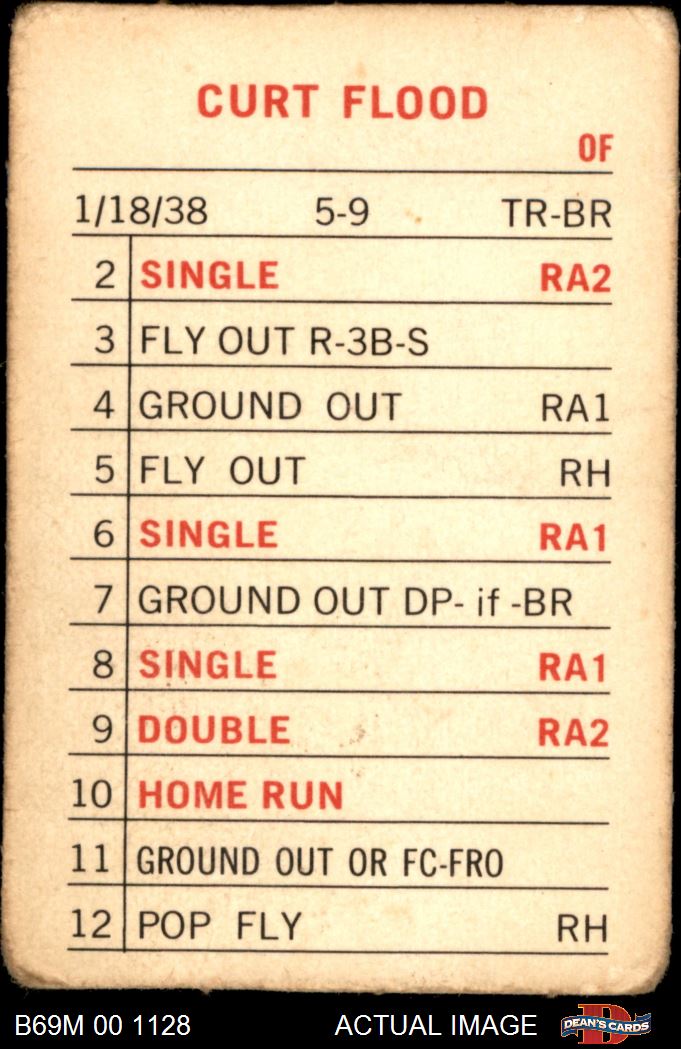 CURT FLOOD
OF
1/18/38 5-9 TR-BR
2 SINGLE RA2
3 FLY OUT R-3B-S
4 GROUND OUT RA1
5 FLY OUT RH
6 SINGLE RA1
7 GROUND OUT DP- if -BR
8 SINGLE RA1
9 DOUBLE RA2
10 HOME RUN
11 GROUND OUT OR FC-FRO
12 POP FLY RH
B69M 00 1128 ACTUAL IMAGE D DEAN'S CARDS